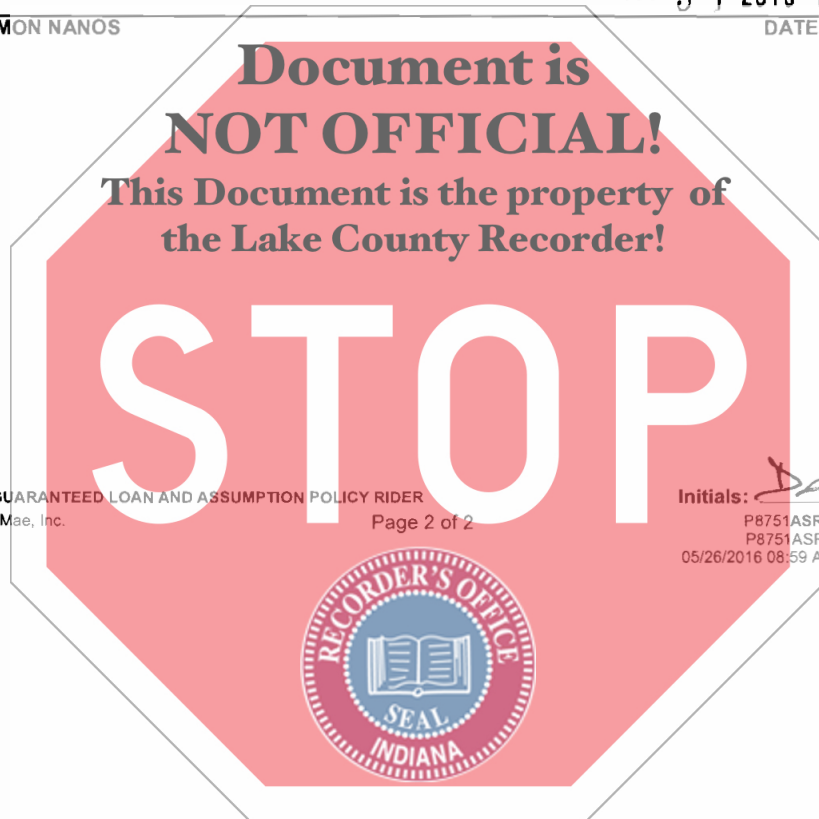 MON NANOS
DATE
Document is
NOT OFFICIAL!
This Document is the property of
the Lake County Recorder!
STOP
GUARANTEED LOAN AND ASSUMPTION POLICY RIDER
Initials:
Mae, Inc.
Page 2 of 2
P8751ASR
P8751ASR
05/26/2016 08:59 A
RECORDER'S OFFICE
SEAL
INDIANA